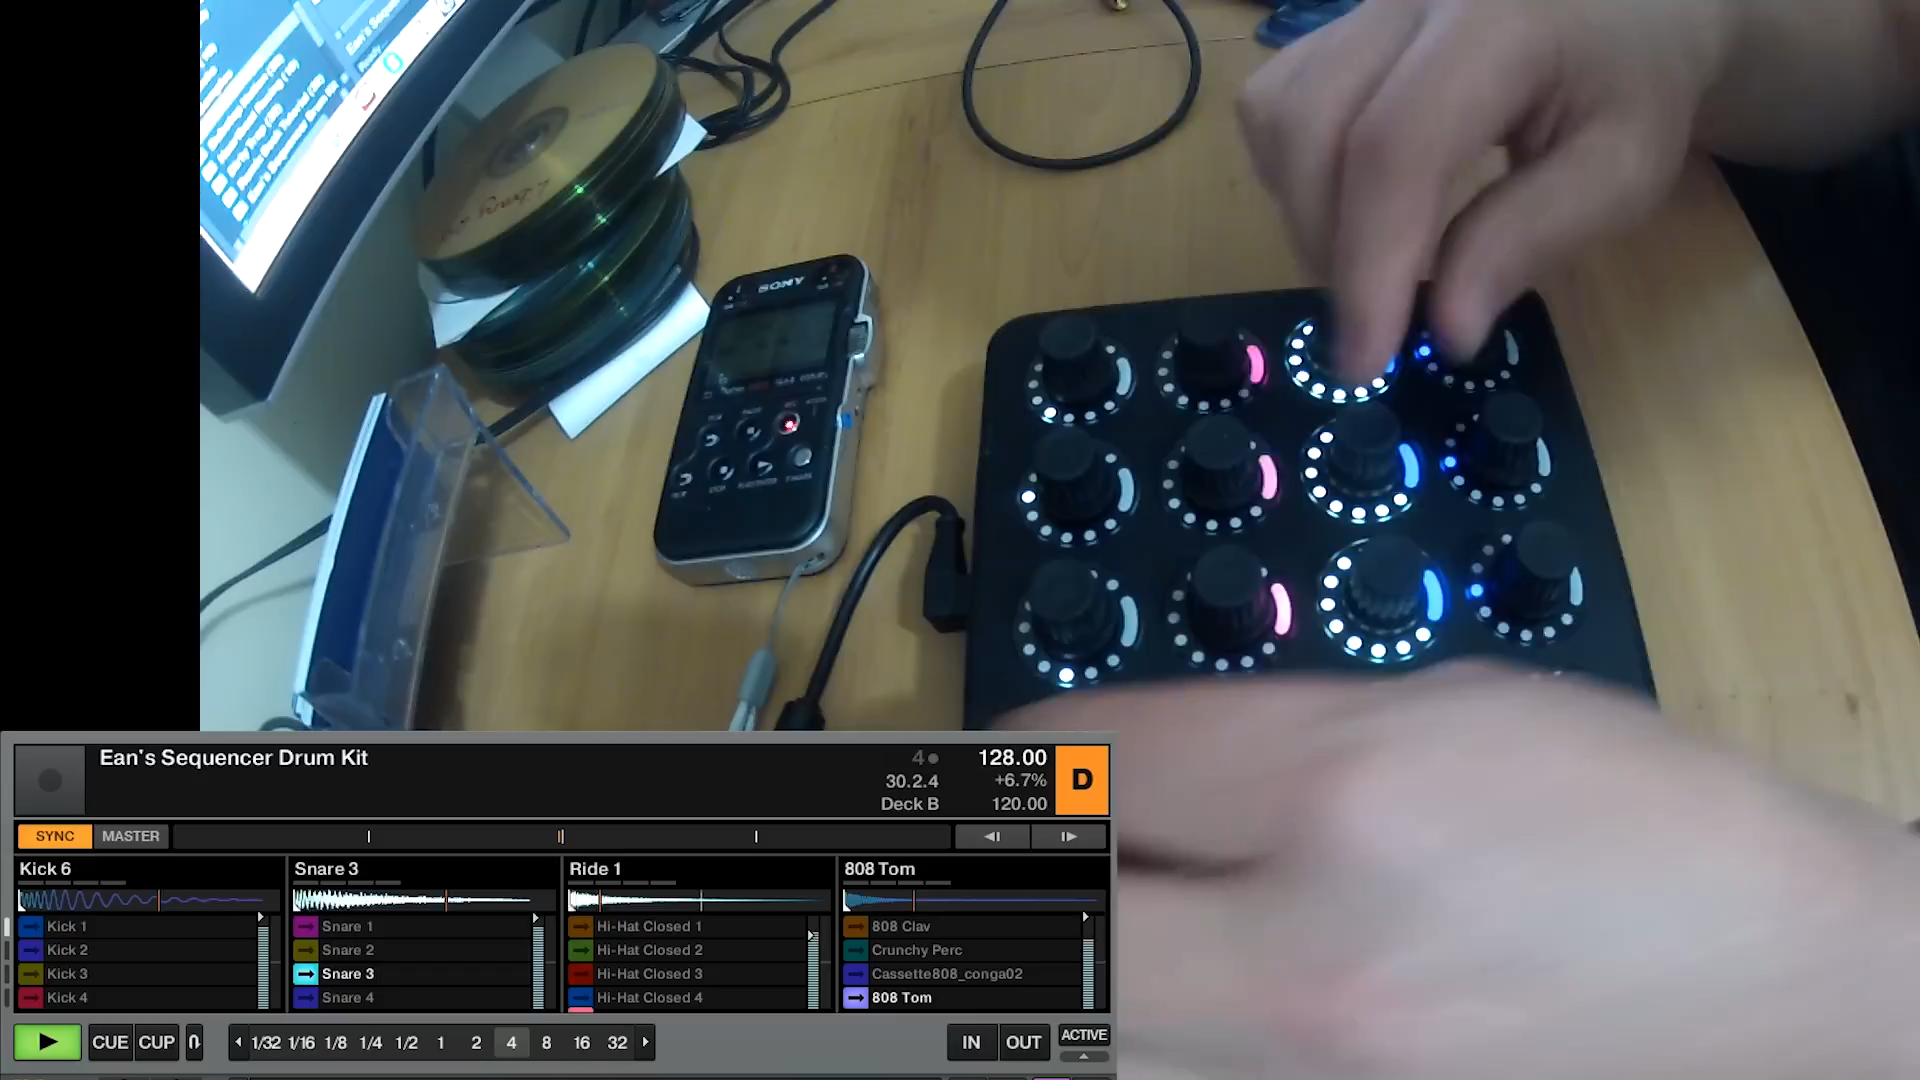 SONY
Ean's Sequencer Drum Kit
4
128.00
30.2.4
+6.7%
Deck B
120.00
D
SYNC
MASTER
Kick 6
Snare 3
Ride 1
808 Tom
Kick 1
Snare 1
Hi-Hat Closed 1
808 Clav
Kick 2
Snare 2
Hi-Hat Closed 2
Crunchy Perc
Kick 3
Snare 3
Hi-Hat Closed 3
Cassette808_conga02
Kick 4
Snare 4
Hi-Hat Closed 4
808 Tom
CUE
CUP
1/32 1/16 1/8 1/4 1/2 1 2 4 8 16 32
IN
OUT
ACTIVE